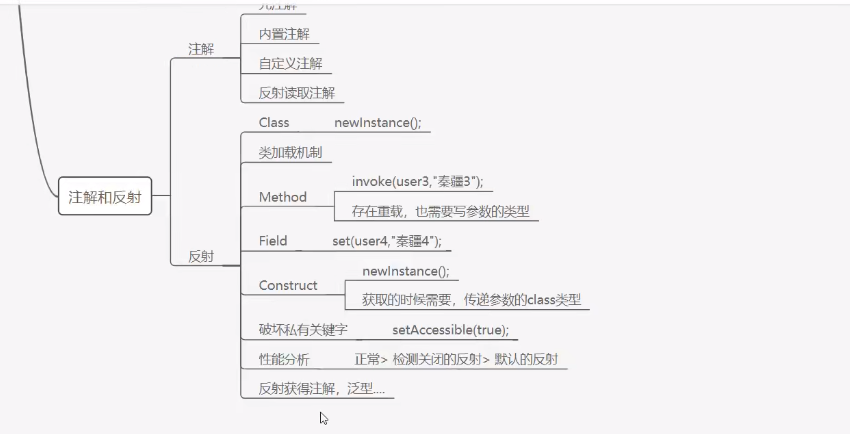 元注解
注解
内置注解
自定义注解
反射读取注解
Class
newInstance();
类加载机制
注解和反射
Method
invoke(user3,"秦疆3");
存在重载，也需要写参数的类型
反射
Field
set(user4,"秦疆4");
Construct
newInstance();
获取的时候需要，传递参数的class类型
破坏私有关键字
setAccessible(true);
性能分析
正常> 检测关闭的反射> 默认的反射
反射获得注解，泛型....